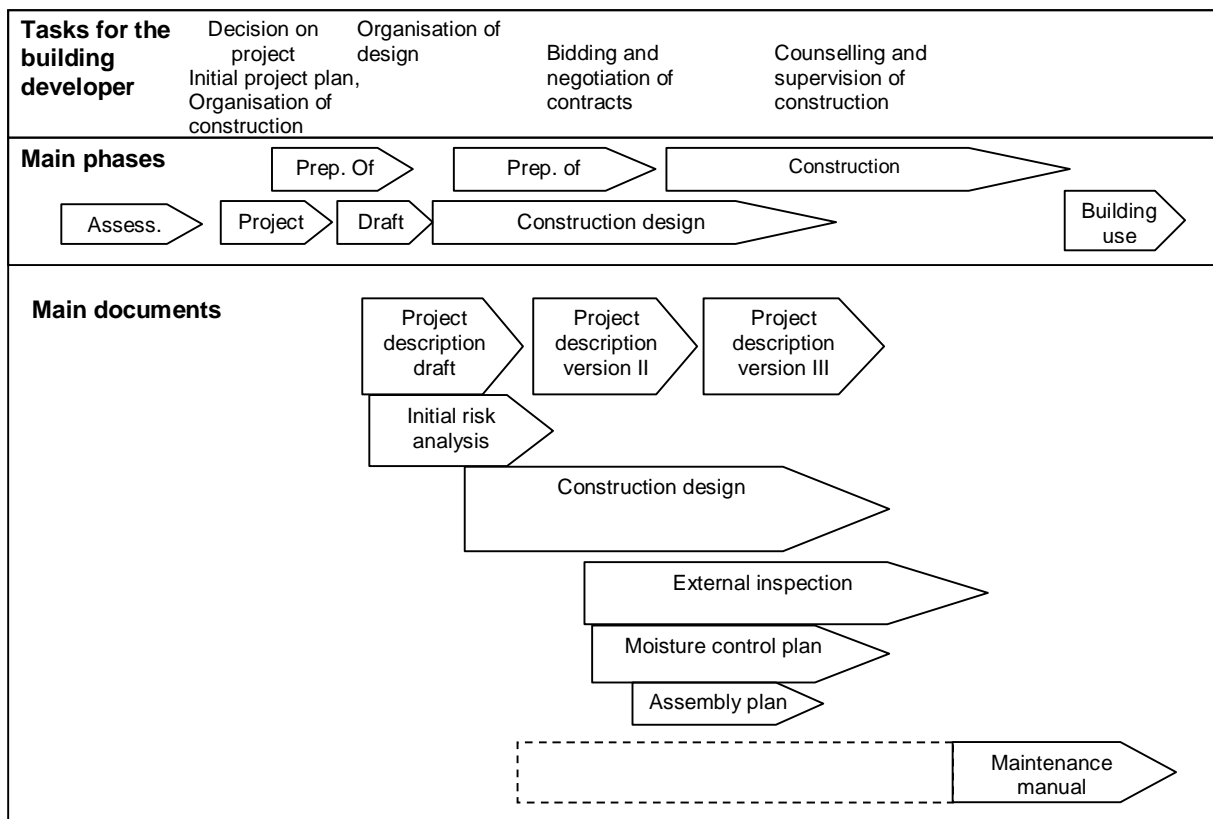 Tasks for the
building
developer
Decision on
project
Initial project plan,
Organisation of
construction
Organisation of
design
Bidding and
negotiation of
contracts
Counselling and
supervision of
construction
Main phases
Prep. Of
Prep. of
Construction
Assess.
Project
Draft
Construction design
Building
use
Main documents
Project
description
draft
Project
description
version II
Project
description
version III
Initial risk
analysis
Construction design
External inspection
Moisture control plan
Assembly plan
Maintenance
manual